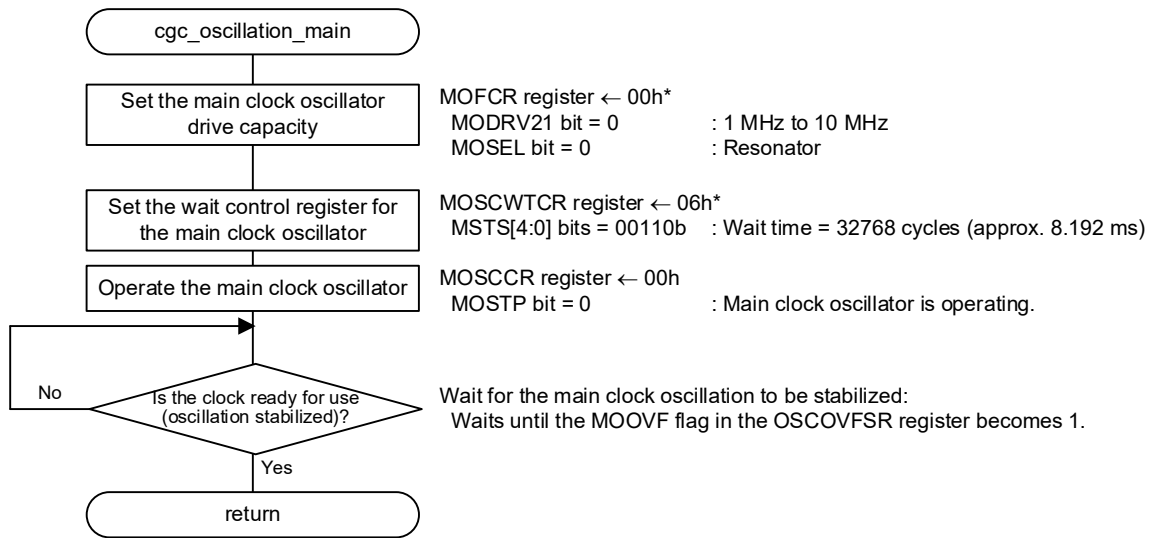 cgc_oscillation_main
Set the main clock oscillator
drive capacity
MOFCR register ← 00h*
MODRV21 bit = 0 : 1 MHz to 10 MHz
MOSEL bit = 0 : Resonator
Set the wait control register for
the main clock oscillator
MOSCWTCR register ← 06h*
MSTS[4:0] bits = 00110b : Wait time = 32768 cycles (approx. 8.192 ms)
Operate the main clock oscillator
MOSCCR register ← 00h
MOSTP bit = 0 : Main clock oscillator is operating.
No
Is the clock ready for use
(oscillation stabilized)?
Wait for the main clock oscillation to be stabilized:
Waits until the MOOVF flag in the OSCOVFSR register becomes 1.
Yes
return